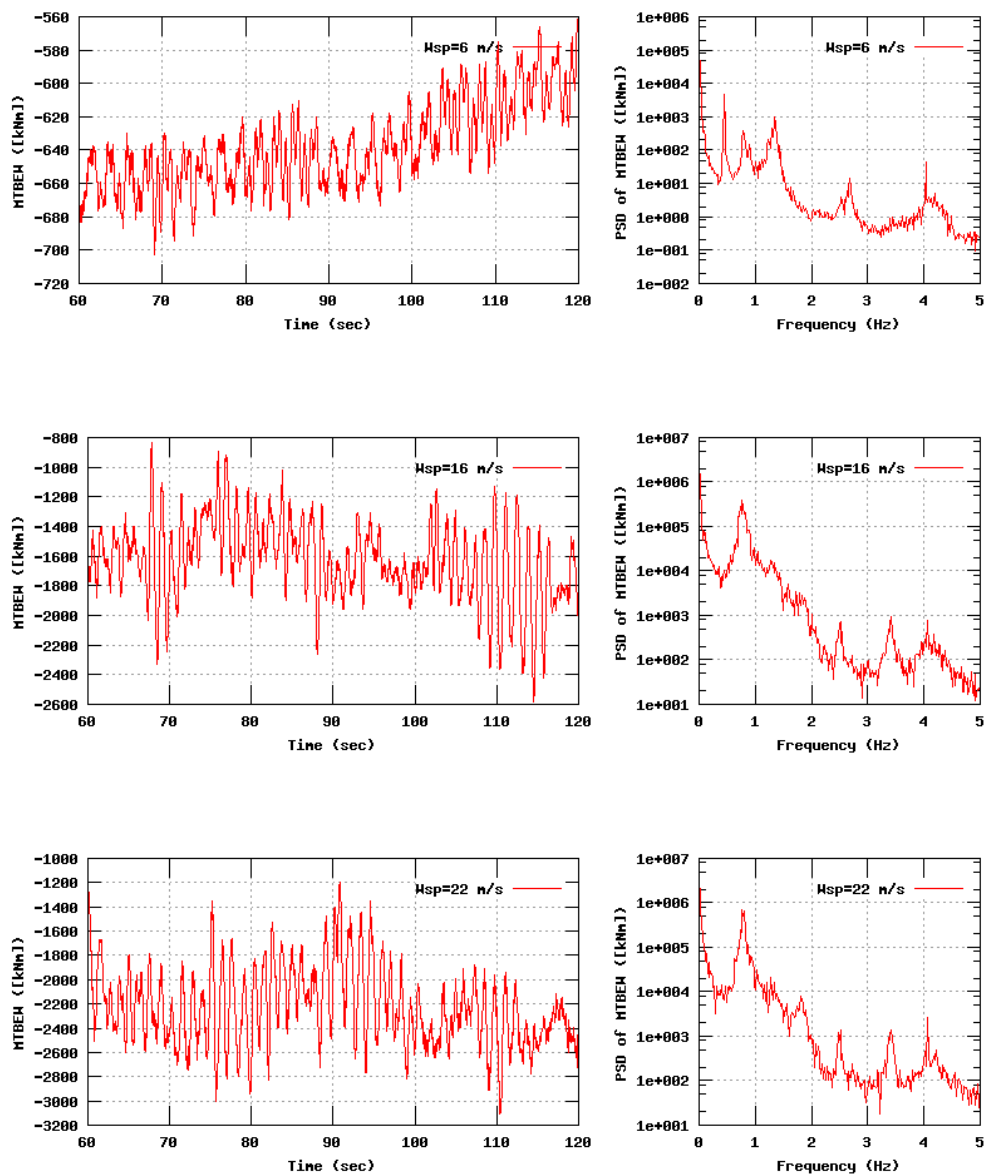 -560
-580
-600
-620
-640
-660
-680
-700
-720
MTBEW ([kNm])
Wsp=6 m/s
60 70 80 90 100 110 120
Time (sec)
1e+006
1e+005
1e+004
1e+003
1e+002
1e+001
1e+000
1e-001
1e-002
PSD of MTBEW ([kNm])
Wsp=6 m/s
0 1 2 3 4 5
Frequency (Hz)
-800
-1000
-1200
-1400
-1600
-1800
-2000
-2200
-2400
-2600
MTBEW ([kNm])
Wsp=16 m/s
60 70 80 90 100 110 120
Time (sec)
1e+007
1e+006
1e+005
1e+004
1e+003
1e+002
1e+001
PSD of MTBEW ([kNm])
Wsp=16 m/s
0 1 2 3 4 5
Frequency (Hz)
-1000
-1200
-1400
-1600
-1800
-2000
-2200
-2400
-2600
-2800
-3000
-3200
MTBEW ([kNm])
Wsp=22 m/s
60 70 80 90 100 110 120
Time (sec)
1e+007
1e+006
1e+005
1e+004
1e+003
1e+002
1e+001
PSD of MTBEW ([kNm])
Wsp=22 m/s
0 1 2 3 4 5
Frequency (Hz)